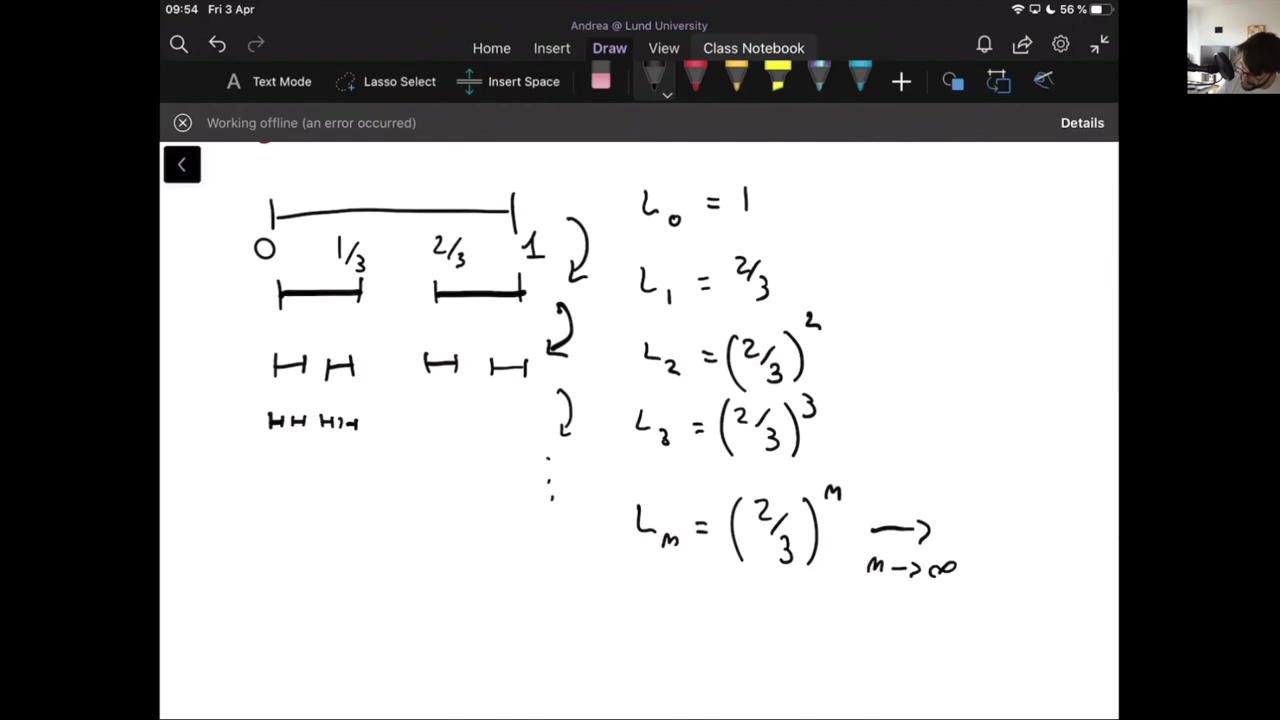 09:54 Fri 3 Apr 56 %
Andrea @ Lund University
Home Insert Draw View Class Notebook
A Text Mode Lasso Select Insert Space
Working offline (an error occurred) Details
0 1/3 2/3 1
L₀ = 1
L₁ = 2/3
L₂ = (2/3)²
L₃ = (2/3)³
Lₙ = (2/3)ⁿ →
n → ∞